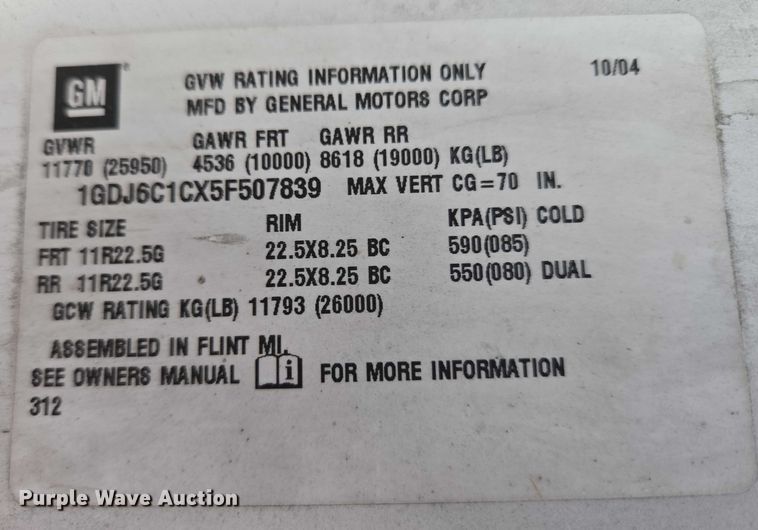 GM
GVW RATING INFORMATION ONLY 10/04
MFD BY GENERAL MOTORS CORP
GVWR GAWR FRT GAWR RR
11770 (25950) 4536 (10000) 8618 (19000) KG(LB)
1GDJ6C1CX5F507839 MAX VERT CG=70 IN.
TIRE SIZE RIM KPA(PSI) COLD
FRT 11R22.5G 22.5X8.25 BC 590(085)
RR 11R22.5G 22.5X8.25 BC 550(080) DUAL
GCW RATING KG(LB) 11793 (26000)
ASSEMBLED IN FLINT MI.
SEE OWNERS MANUAL i FOR MORE INFORMATION
312
Purple Wave Auction